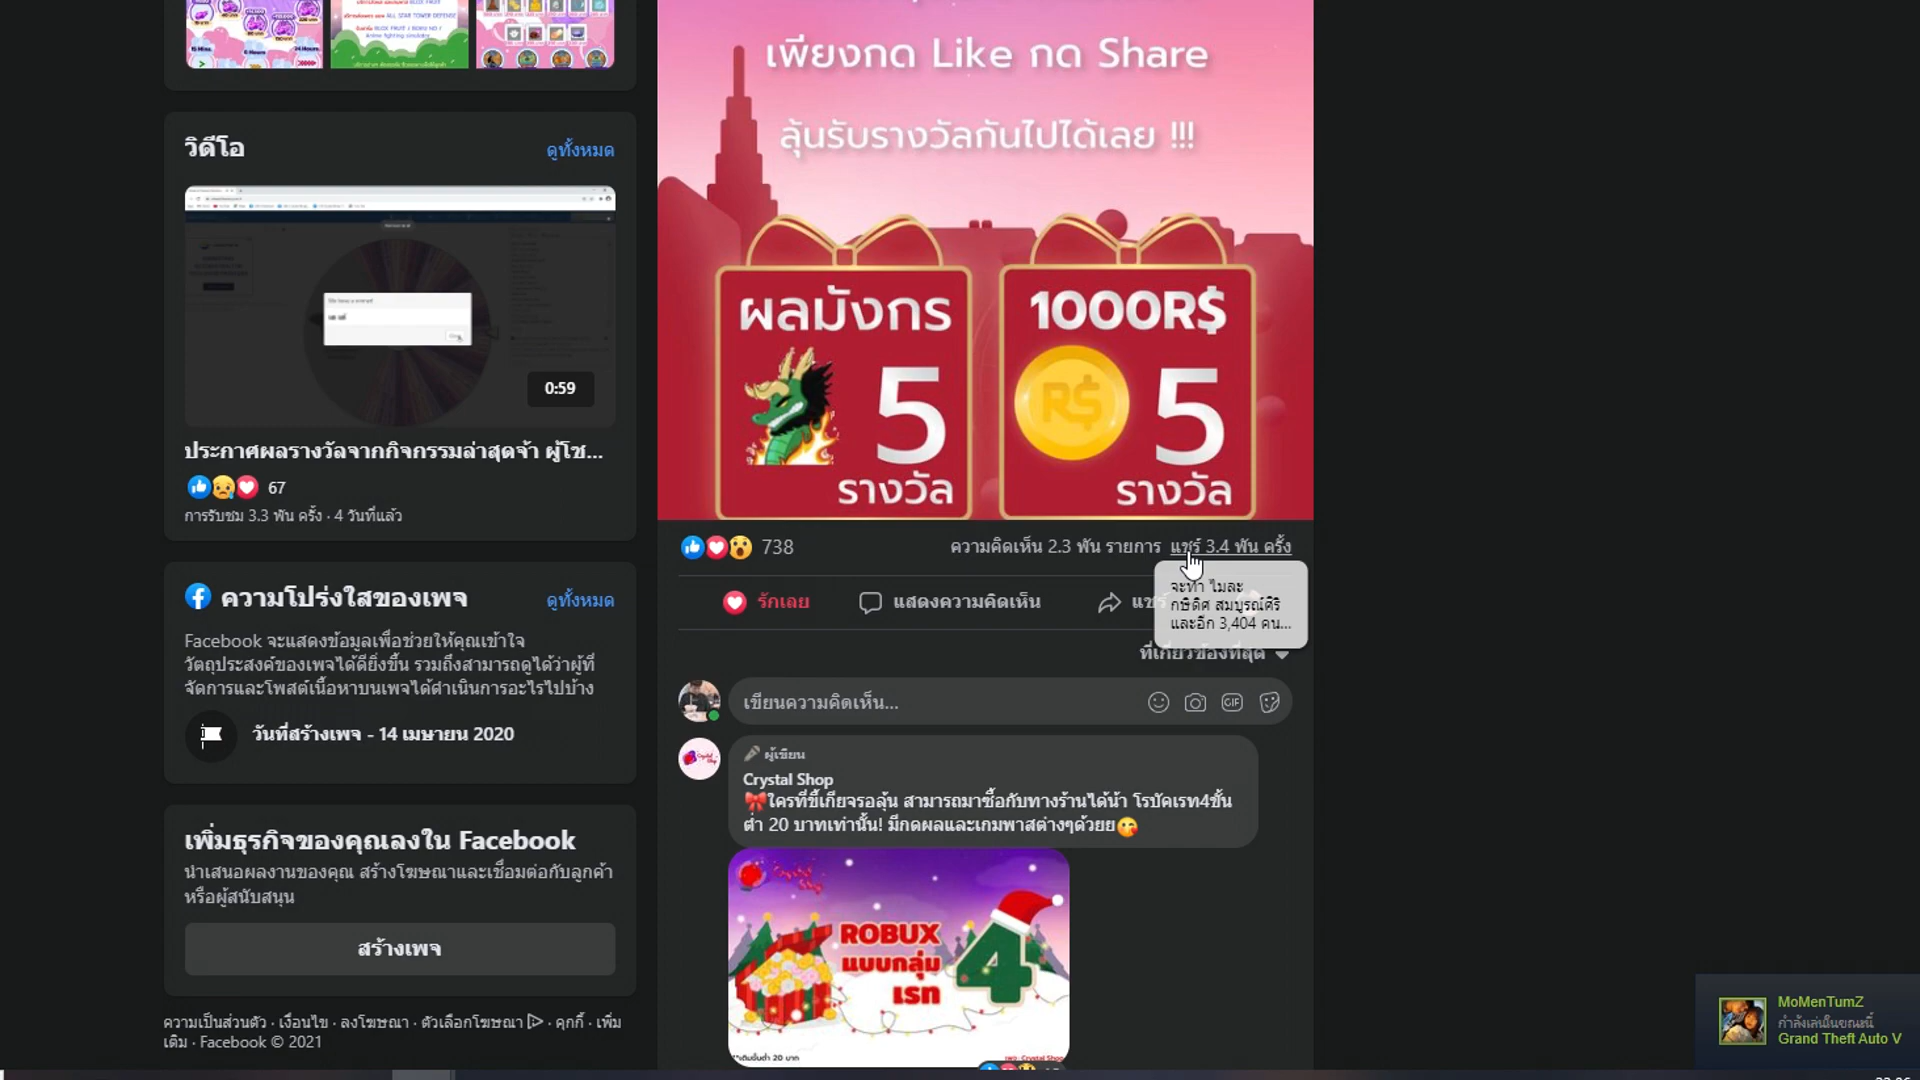 เพียงกด Like กด Share
ลุ้นรับรางวัลกันไปได้เลย !!!
ผลมังกร
5
รางวัล
1000R$
R$
5
รางวัล
วิดีโอ
ดูทั้งหมด
0:59
ประกาศผลรางวัลจากกิจกรรมล่าสุดจ้า ผู้โช...
67
การรับชม 3.3 พัน ครั้ง · 4 วันที่แล้ว
ความโปร่งใสของเพจ
ดูทั้งหมด
Facebook จะแสดงข้อมูลเพื่อช่วยให้คุณเข้าใจ
วัตถุประสงค์ของเพจได้ดียิ่งขึ้น รวมถึงสามารถดูได้ว่าผู้ที่
จัดการและโพสต์เนื้อหาบนเพจได้ดำเนินการอะไรไปบ้าง
วันที่สร้างเพจ - 14 เมษายน 2020
เพิ่มธุรกิจของคุณลงใน Facebook
นำเสนอผลงานของคุณ สร้างโฆษณาและเชื่อมต่อกับลูกค้า
หรือผู้สนับสนุน
สร้างเพจ
ความเป็นส่วนตัว · เงื่อนไข · ลงโฆษณา · ตัวเลือกโฆษณา · คุกกี้ · เพิ่ม
เติม · Facebook © 2021
738
ความคิดเห็น 2.3 พัน รายการ
แชร์ 3.4 พัน ครั้ง
จะทำ ไมละ
กษิดิศ สมบูรณ์ศิริ
และอีก 3,404 คน...
รักเลย
แสดงความคิดเห็น
แชร์
ที่เกี่ยวข้องที่สุด
เขียนความคิดเห็น...
GIF
ผู้เขียน
Crystal Shop
ใครที่ขี้เกียจรอลุ้น สามารถมาซื้อกับทางร้านได้น้า โรบัคเรท4ขั้น
ต่ำ 20 บาทเท่านั้น! มีกดผลและเกมพาสต่างๆด้วยย
ROBUX
แบบกลุ่ม
เรท
4
**เติมขั้นต่ำ 20 บาท
เพจ: Crystal Shop
MoMenTumZ
กำลังเล่นในขณะนี้
Grand Theft Auto V